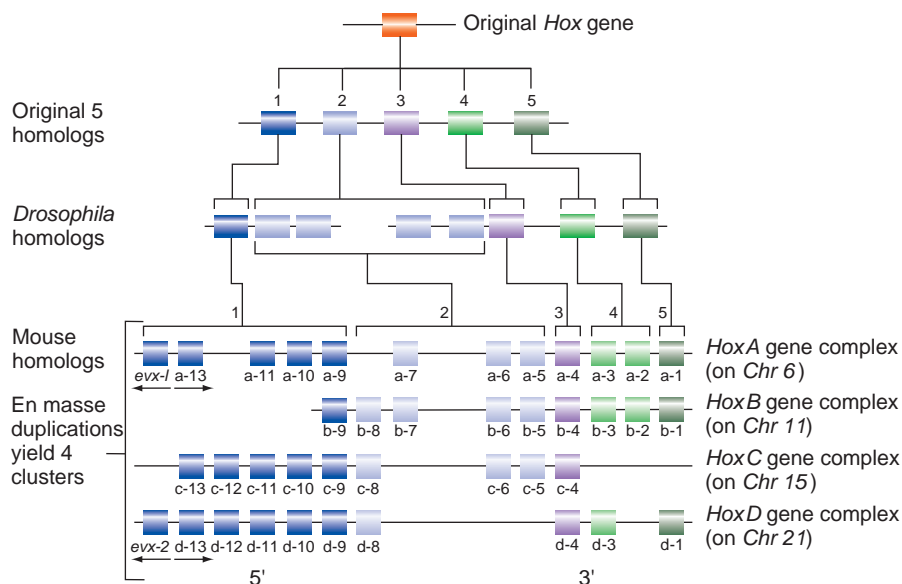 Original Hox gene
1 2 3 4 5
Original 5
homologs
Drosophila
homologs
1 2 3 4 5
Mouse
homologs
HoxA gene complex
(on Chr 6)
evx-l a-13 a-11 a-10 a-9 a-7 a-6 a-5 a-4 a-3 a-2 a-1
En masse
duplications
yield 4
clusters
HoxB gene complex
(on Chr 11)
b-9 b-8 b-7 b-6 b-5 b-4 b-3 b-2 b-1
HoxC gene complex
(on Chr 15)
c-13 c-12 c-11 c-10 c-9 c-8 c-6 c-5 c-4
HoxD gene complex
(on Chr 21)
evx-2 d-13 d-12 d-11 d-10 d-9 d-8 d-4 d-3 d-1
5' 3'